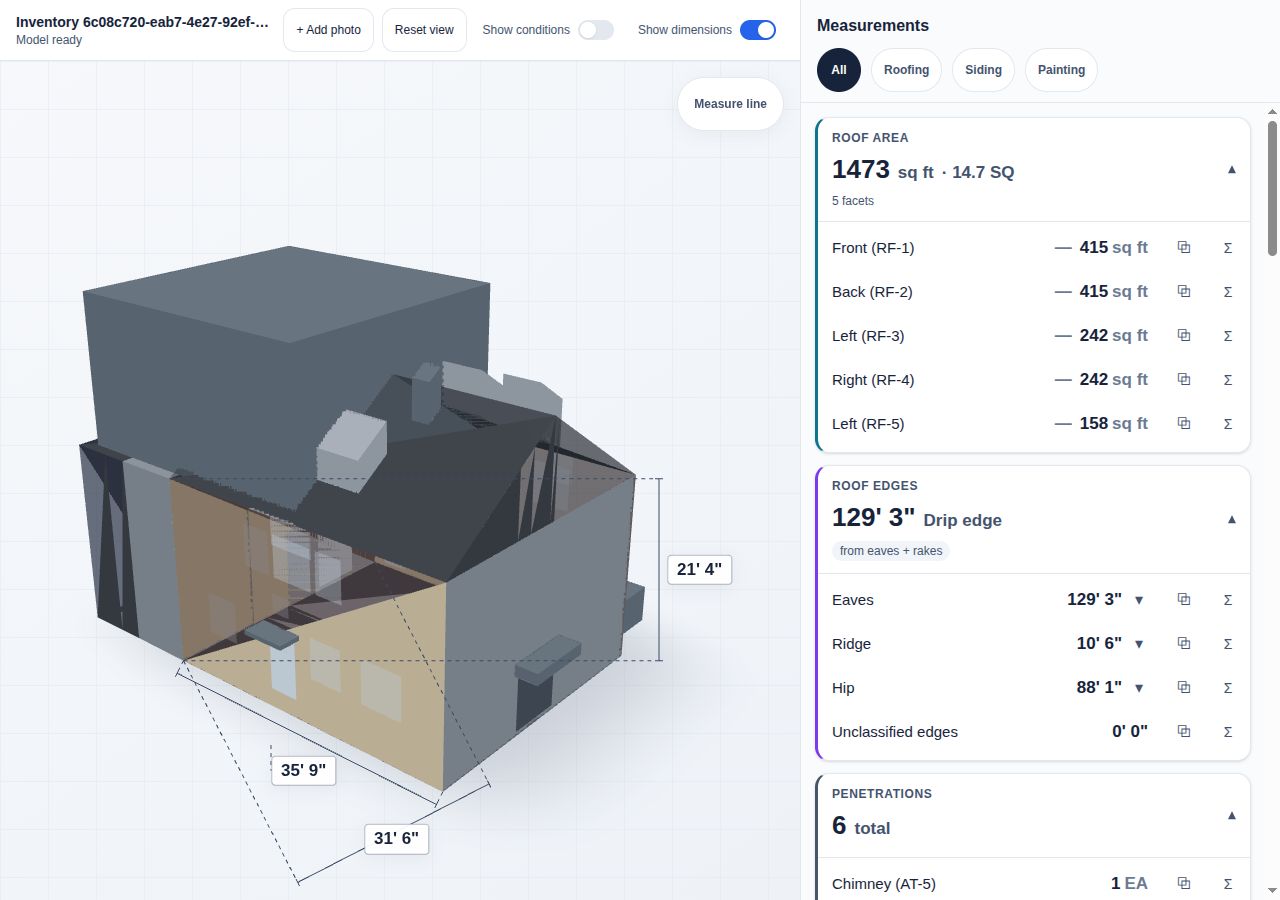 Inventory 6c08c720-eab7-4e27-92ef-…
Model ready
+ Add photo
Reset view
Show conditions
Show dimensions
Measure line
21' 4"
35' 9"
31' 6"
Measurements
All
Roofing
Siding
Painting
ROOF AREA
1473 sq ft · 14.7 SQ
5 facets
Front (RF-1) — 415 sq ft Σ
Back (RF-2) — 415 sq ft Σ
Left (RF-3) — 242 sq ft Σ
Right (RF-4) — 242 sq ft Σ
Left (RF-5) — 158 sq ft Σ
ROOF EDGES
129' 3" Drip edge
from eaves + rakes
Eaves 129' 3" Σ
Ridge 10' 6" Σ
Hip 88' 1" Σ
Unclassified edges 0' 0" Σ
PENETRATIONS
6 total
Chimney (AT-5) 1 EA Σ